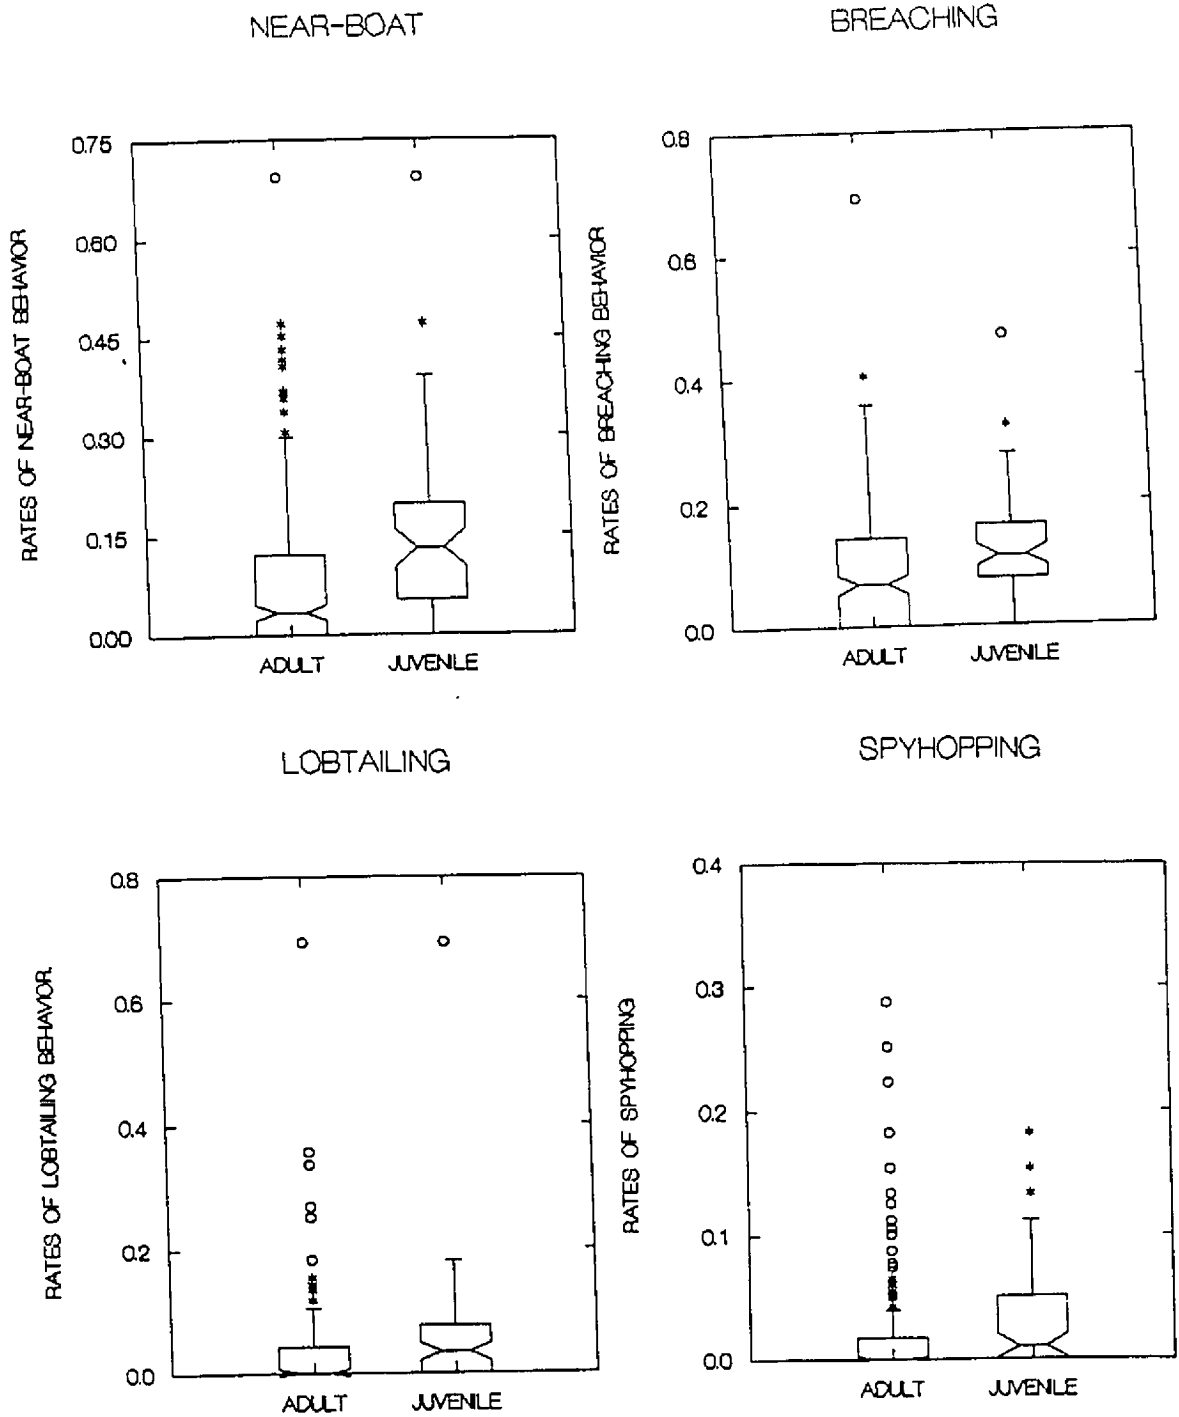 NEAR-BOAT
RATES OF NEAR-BOAT BEHAVIOR
0.75
0.60
0.45
0.30
0.15
0.00
ADULT JUVENILE
BREACHING
RATES OF BREACHING BEHAVIOR
0.8
0.6
0.4
0.2
0.0
ADULT JUVENILE
LOBTAILING
RATES OF LOBTAILING BEHAVIOR.
0.8
0.6
0.4
0.2
0.0
ADULT JUVENILE
SPYHOPPING
RATES OF SPYHOPPING
0.4
0.3
0.2
0.1
0.0
ADULT JUVENILE